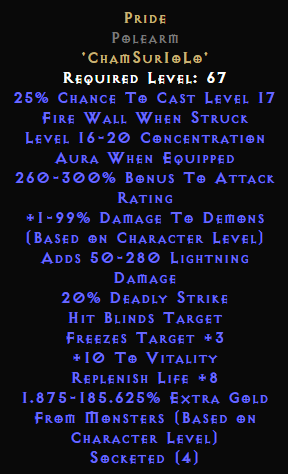 Pride
Polearm
'ChamSurIoLo'
Required Level: 67
25% Chance To Cast Level 17
Fire Wall When Struck
Level 16-20 Concentration
Aura When Equipped
260-300% Bonus To Attack
Rating
+1-99% Damage To Demons
(Based on Character Level)
Adds 50-280 Lightning
Damage
20% Deadly Strike
Hit Blinds Target
Freezes Target +3
+10 To Vitality
Replenish Life +8
1.875-185.625% Extra Gold
From Monsters (Based on
Character Level)
Socketed (4)